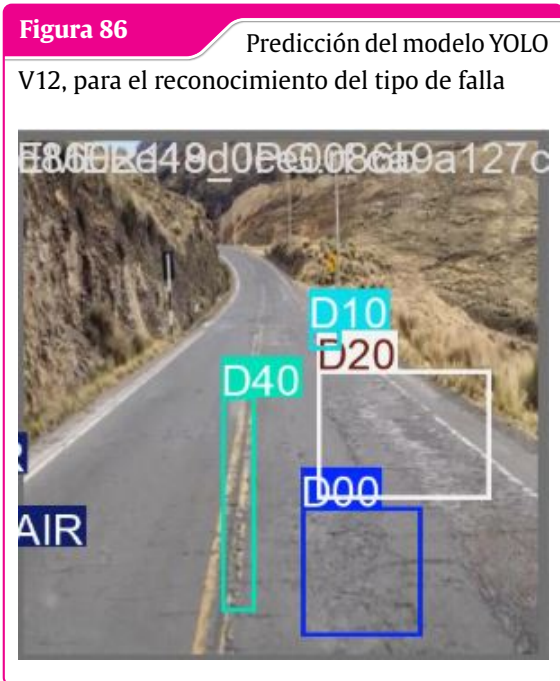 Figura 86
Predicción del modelo YOLO
V12, para el reconocimiento del tipo de falla
D10
D20
D40
D00
AIR